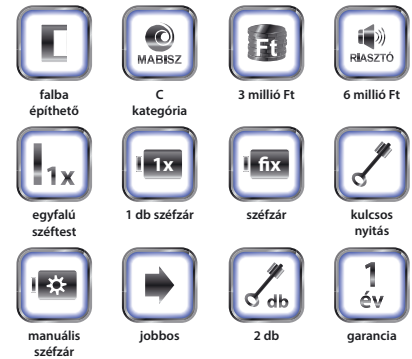 Ft
MABISZ
RIASZTÓ
falba
építhető
C
kategória
3 millió Ft
6 millió Ft
1x
1x
fix
egyfalú
széftest
1 db széfzár
széfzár
kulcsos
nyitás
db
1
év
manuális
széfzár
jobbos
2 db
garancia